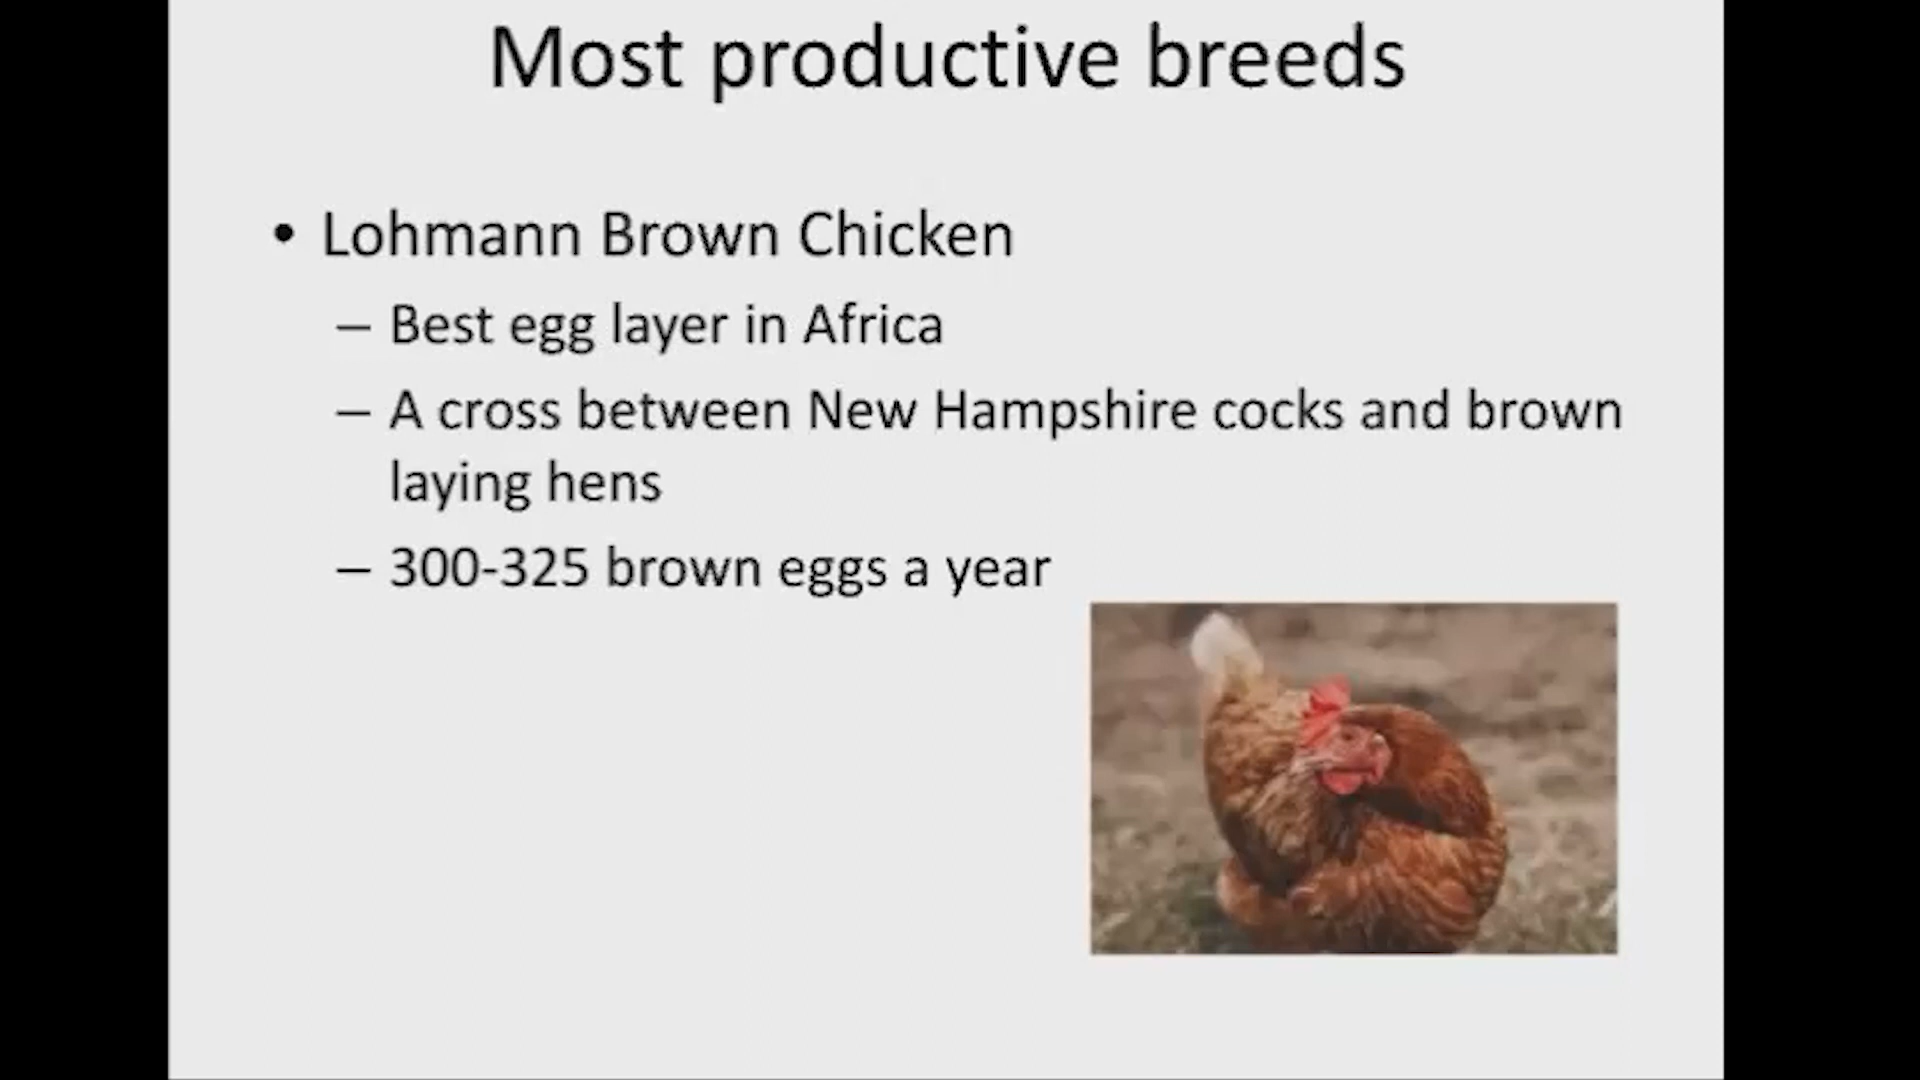 Most productive breeds
• Lohmann Brown Chicken
– Best egg layer in Africa
– A cross between New Hampshire cocks and brown
laying hens
– 300-325 brown eggs a year